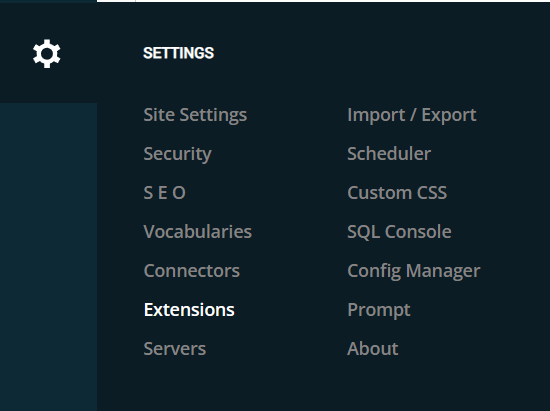 SETTINGS
Site Settings
Security
S E O
Vocabularies
Connectors
Extensions
Servers
Import / Export
Scheduler
Custom CSS
SQL Console
Config Manager
Prompt
About